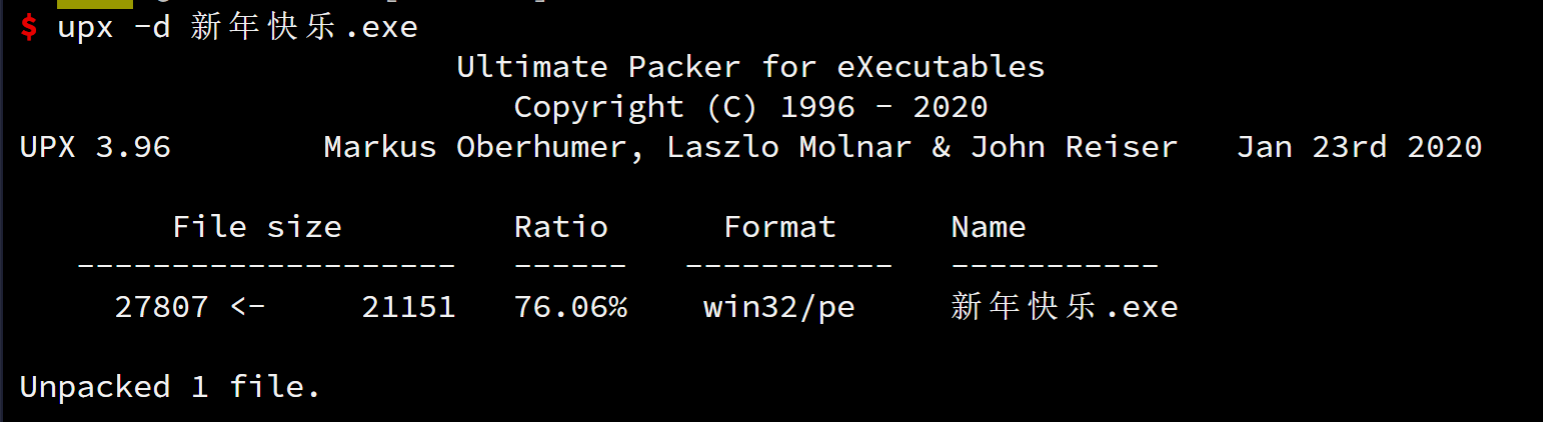 $ upx -d 新年快乐.exe
Ultimate Packer for eXecutables
Copyright (C) 1996 - 2020
UPX 3.96        Markus Oberhumer, Laszlo Molnar & John Reiser   Jan 23rd 2020
File size         Ratio      Format      Name
--------------------   ------   -----------   -----------
27807 <-     21151   76.06%    win32/pe     新年快乐.exe
Unpacked 1 file.